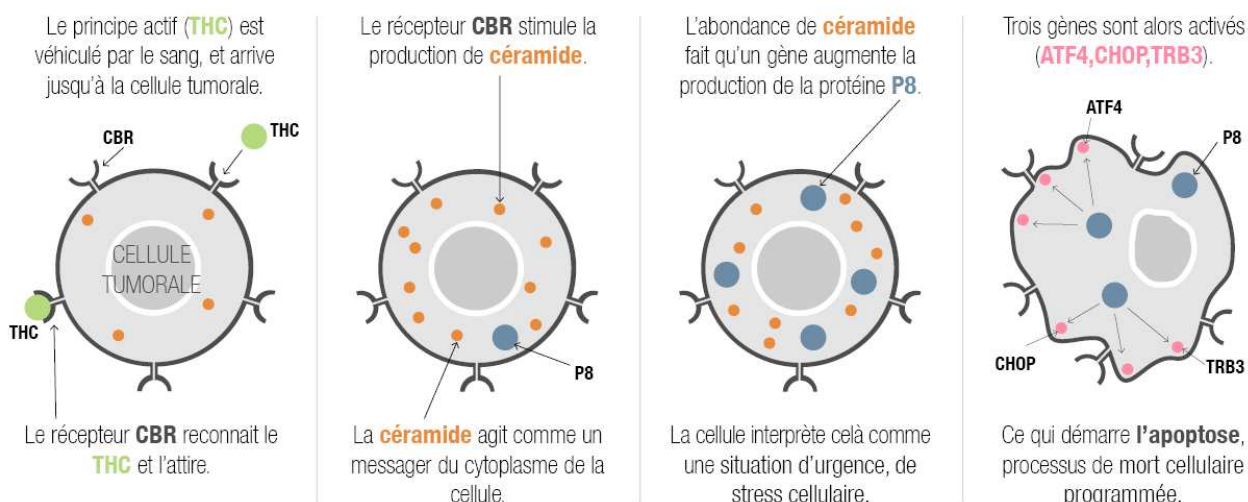 Le principe actif (THC) est
véhiculé par le sang, et arrive
jusqu'à la cellule tumorale.
CBR
THC
CELLULE
TUMORALE
THC
Le récepteur CBR reconnait le
THC et l'attire.
Le récepteur CBR stimule la
production de céramide.
P8
La céramide agit comme un
messager du cytoplasme de la
cellule.
L'abondance de céramide
fait qu'un gène augmente la
production de la protéine P8.
La cellule interprète celà comme
une situation d'urgence, de
stress cellulaire.
Trois gènes sont alors activés
(ATF4,CHOP,TRB3).
ATF4
P8
CHOP
TRB3
Ce qui démarre l'apoptose,
processus de mort cellulaire
programmée.